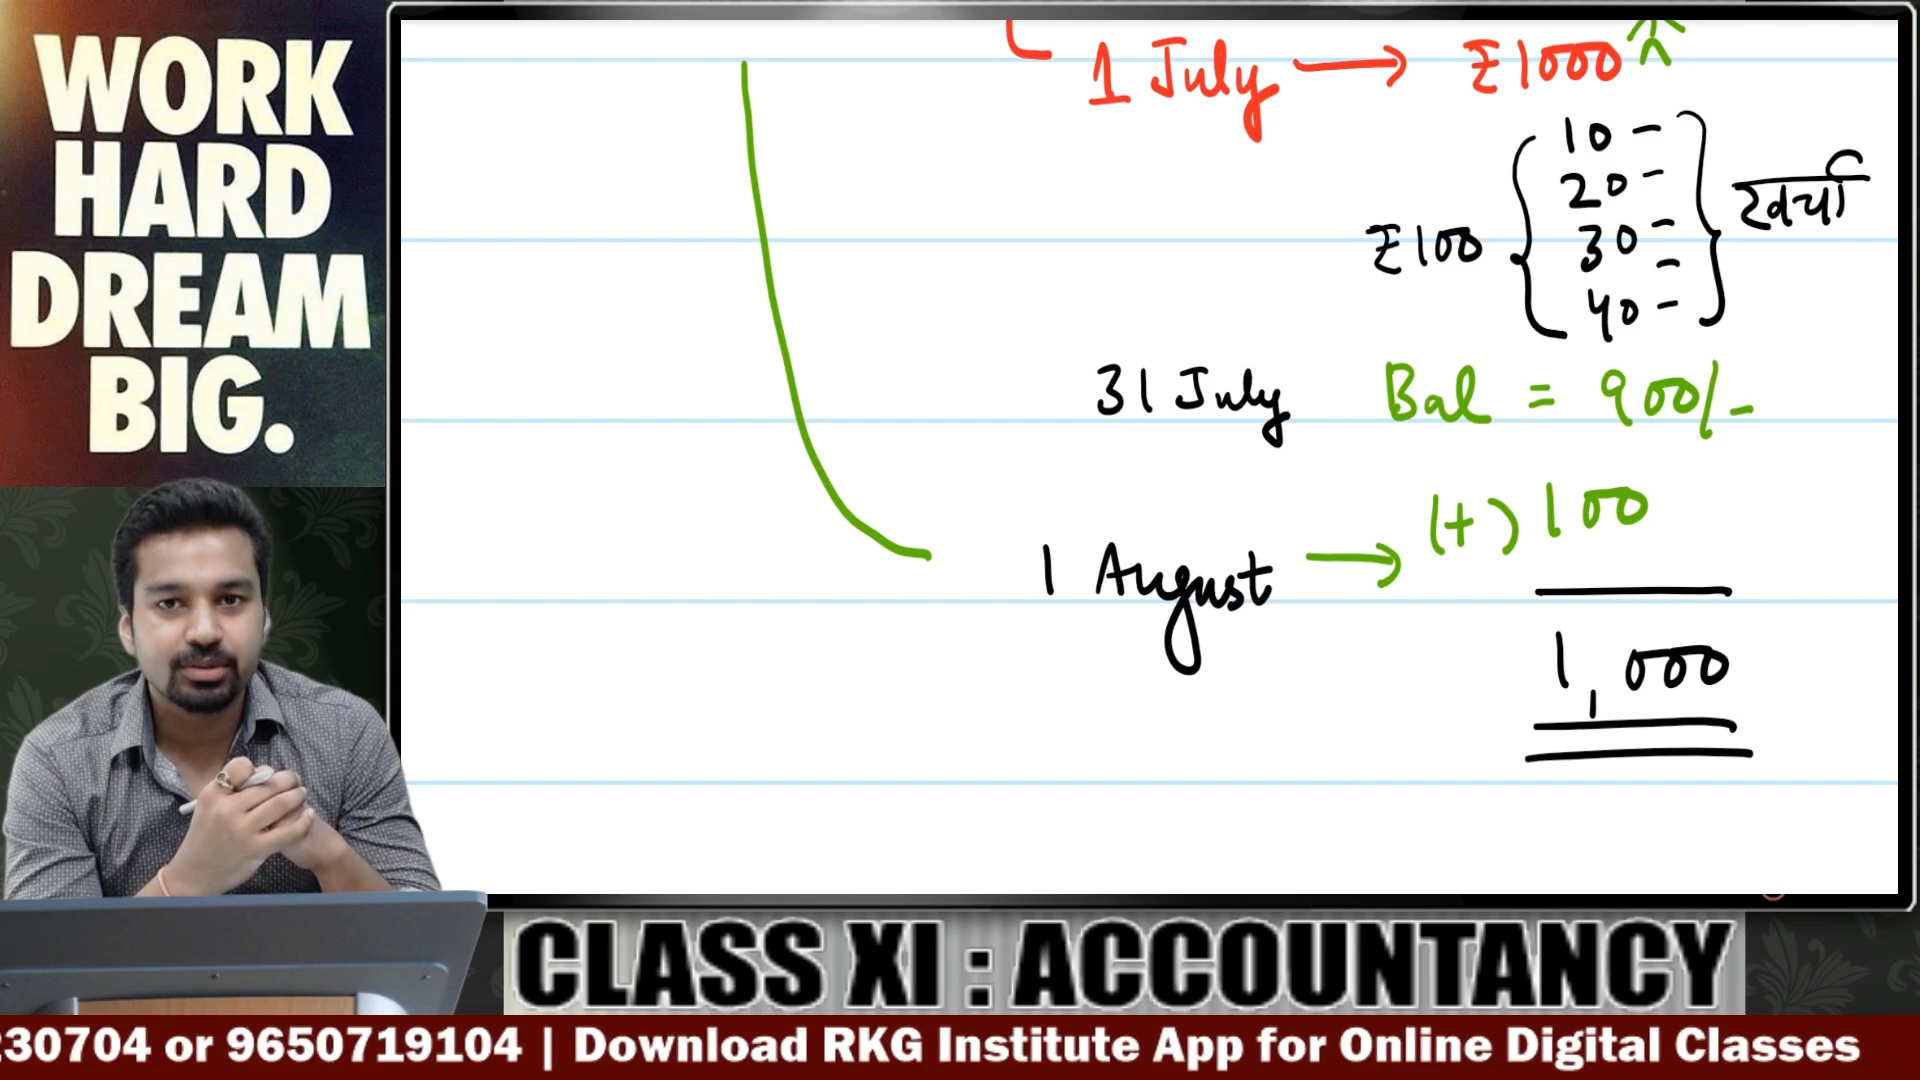 WORK
HARD
DREAM
BIG.
1 July → ₹1000
10 -
20 -
30 =
40 -
₹100
खर्चा
31 July Bal = 900/-
1 August → (+) 100
1,000
CLASS XI : ACCOUNTANCY
230704 or 9650719104 | Download RKG Institute App for Online Digital Classes